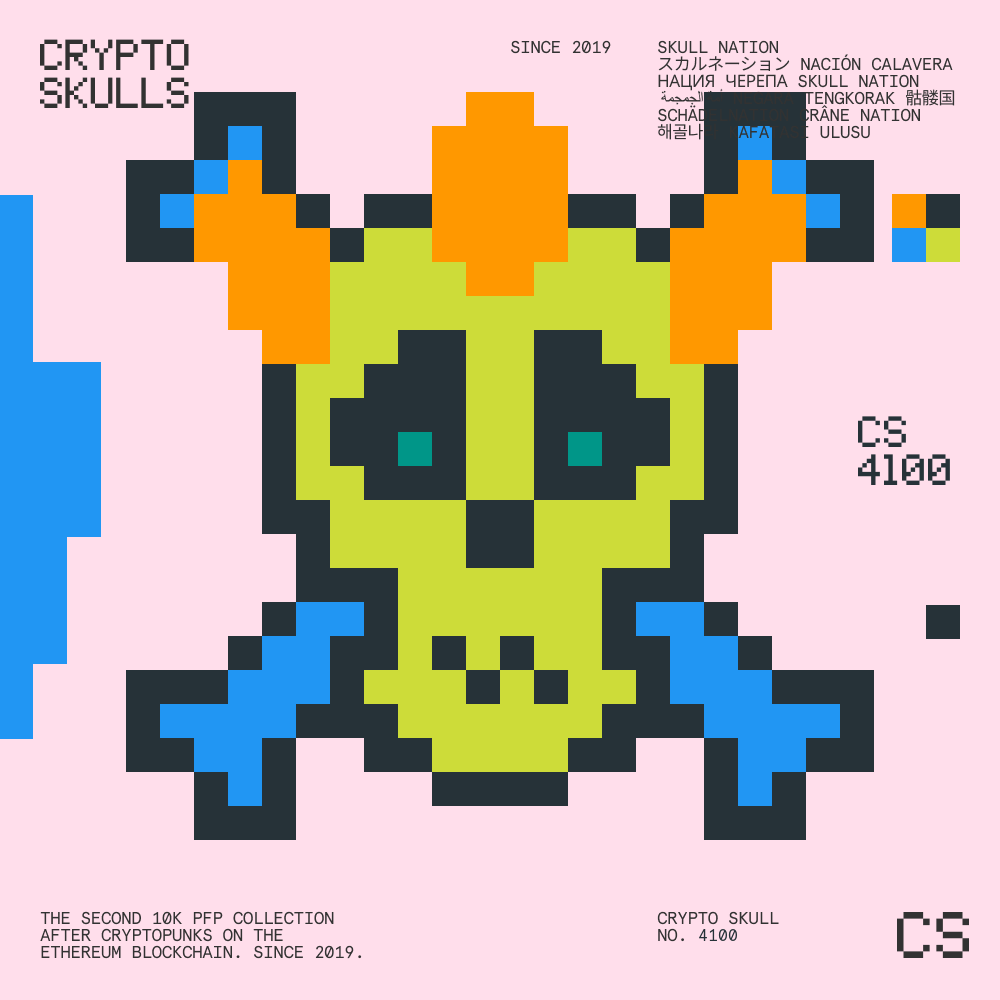 CRYPTO
SKULLS
SINCE 2019
SKULL NATION
スカルネーション NACIÓN CALAVERA
НАЦИЯ ЧЕРЕПА SKULL NATION
الجمجمة TENGKORAK 骷髅国
CRÂNE NATION
ULUSU
CS
4100
THE SECOND 10K PFP COLLECTION
AFTER CRYPTOPUNKS ON THE
ETHEREUM BLOCKCHAIN. SINCE 2019.
CRYPTO SKULL
NO. 4100
CS